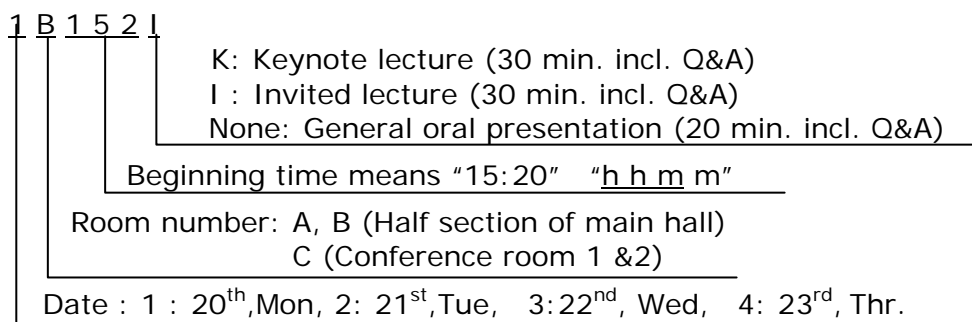 1 B 1 5 2 I
K: Keynote lecture (30 min. incl. Q&A)
I : Invited lecture (30 min. incl. Q&A)
None: General oral presentation (20 min. incl. Q&A)
Beginning time means “15:20” “h h m m”
Room number: A, B (Half section of main hall)
C (Conference room 1 &2)
Date : 1 : 20th,Mon, 2: 21st,Tue, 3:22nd, Wed, 4: 23rd, Thr.